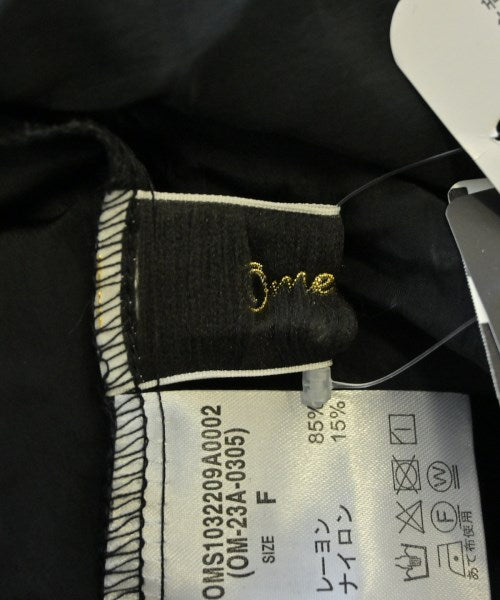 Ome
OMS1032209A0002
(OM-23A-0305)
SIZE F
レーヨン 85%
ナイロン 15%
F W
あて布使用